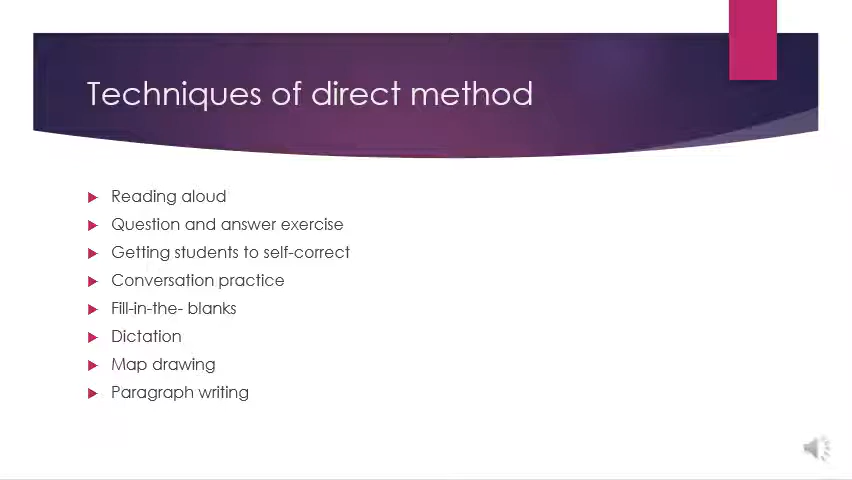 Techniques of direct method
Reading aloud
Question and answer exercise
Getting students to self-correct
Conversation practice
Fill-in-the- blanks
Dictation
Map drawing
Paragraph writing